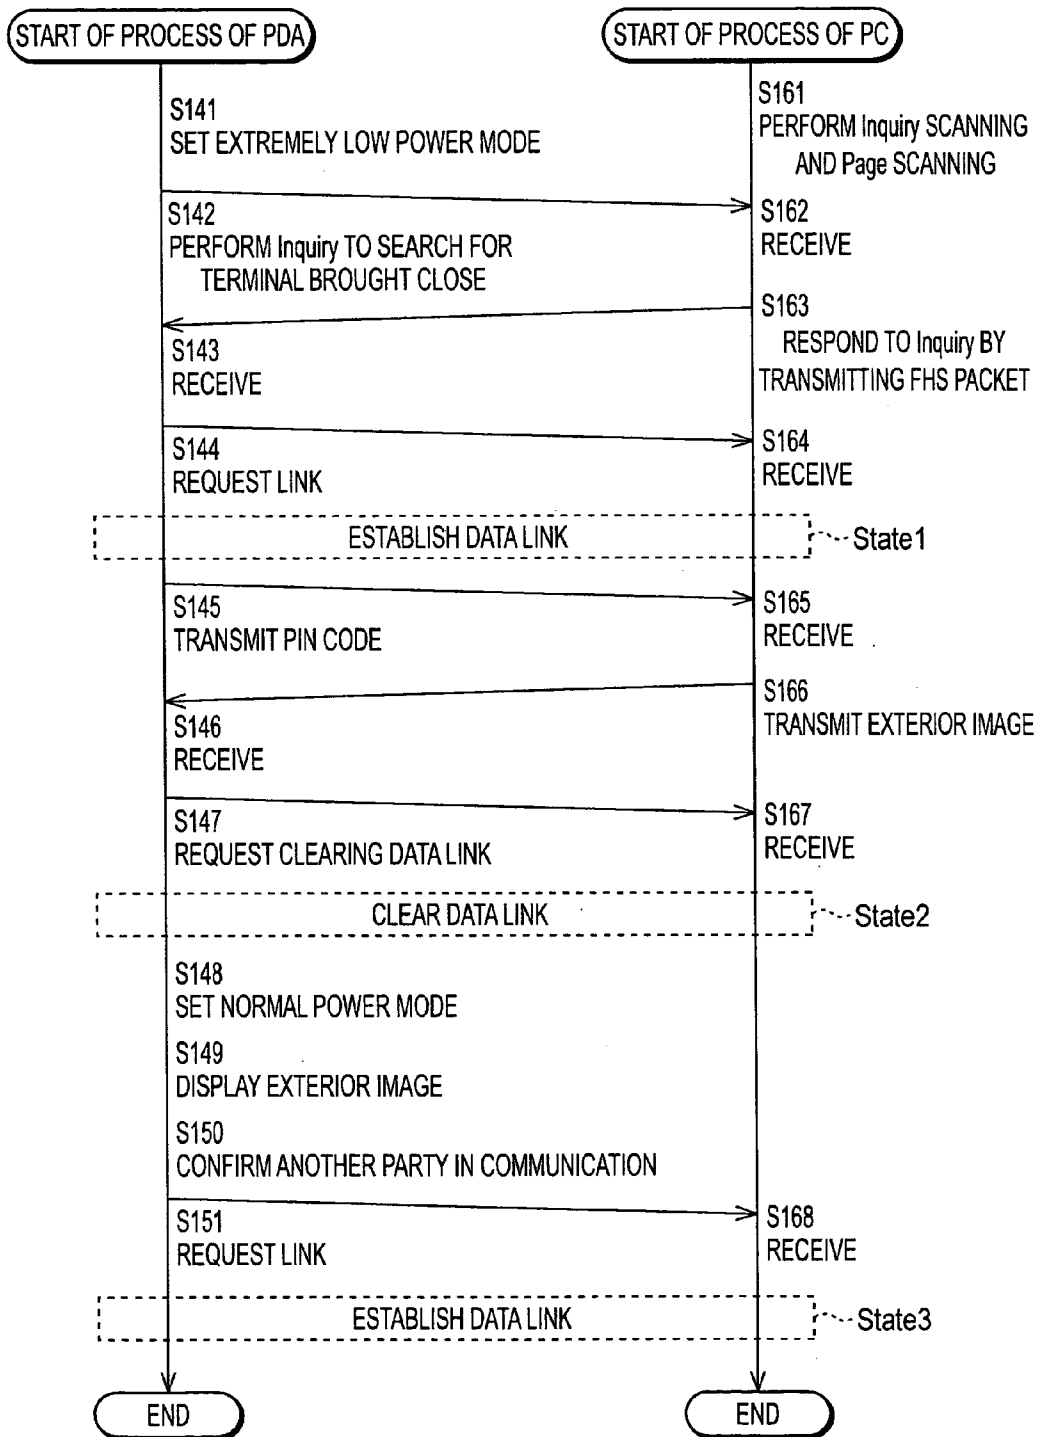 START OF PROCESS OF PDA
START OF PROCESS OF PC
S141
SET EXTREMELY LOW POWER MODE
S161
PERFORM Inquiry SCANNING
AND Page SCANNING
S142
PERFORM Inquiry TO SEARCH FOR
TERMINAL BROUGHT CLOSE
S162
RECEIVE
S163
RESPOND TO Inquiry BY
TRANSMITTING FHS PACKET
S143
RECEIVE
S144
REQUEST LINK
S164
RECEIVE
ESTABLISH DATA LINK
State1
S145
TRANSMIT PIN CODE
S165
RECEIVE
S166
TRANSMIT EXTERIOR IMAGE
S146
RECEIVE
S147
REQUEST CLEARING DATA LINK
S167
RECEIVE
CLEAR DATA LINK
State2
S148
SET NORMAL POWER MODE
S149
DISPLAY EXTERIOR IMAGE
S150
CONFIRM ANOTHER PARTY IN COMMUNICATION
S151
REQUEST LINK
S168
RECEIVE
ESTABLISH DATA LINK
State3
END
END